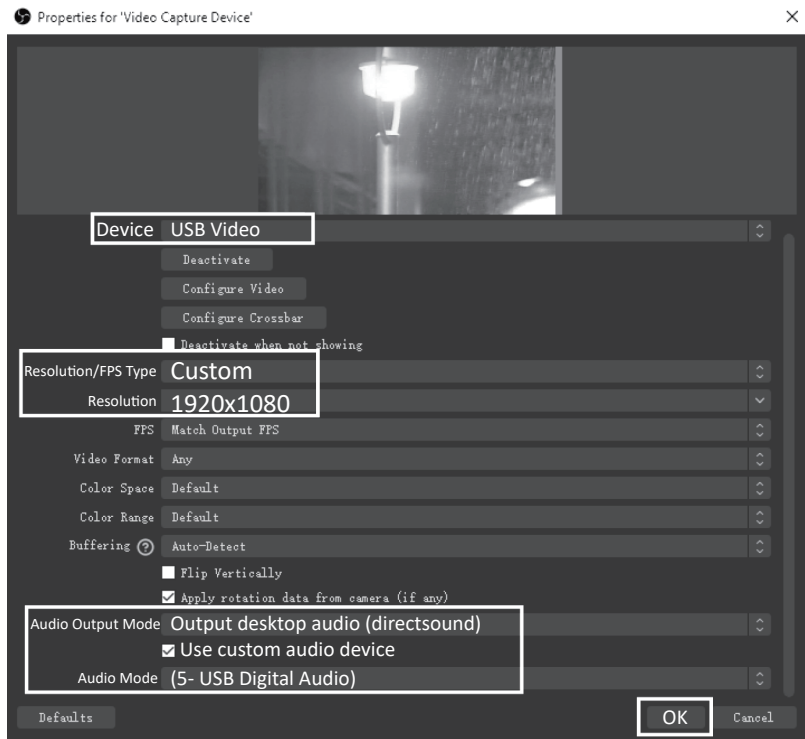 Properties for 'Video Capture Device'
Device USB Video
Deactivate
Configure Video
Configure Crossbar
Deactivate when not showing
Resolution/FPS Type Custom
Resolution 1920x1080
FPS Match Output FPS
Video Format Any
Color Space Default
Color Range Default
Buffering ? Auto-Detect
Flip Vertically
Apply rotation data from camera (if any)
Audio Output Mode Output desktop audio (directsound)
Use custom audio device
Audio Mode (5- USB Digital Audio)
Defaults OK Cancel